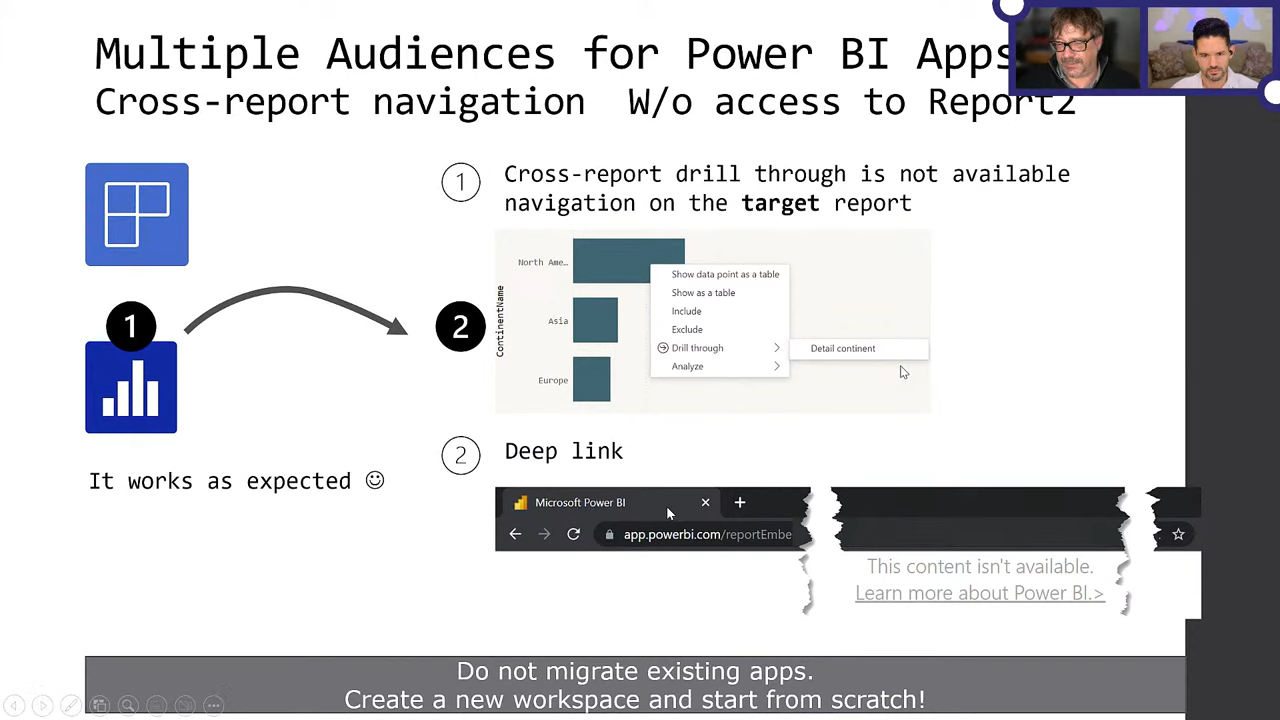 Multiple Audiences for Power BI Apps
Cross-report navigation W/o access to Report2
1
Cross-report drill through is not available
navigation on the target report
ContinentName
North Ame…
Asia
Europe
Show data point as a table
Show as a table
Include
Exclude
Drill through
Detail continent
Analyze
1
2
It works as expected ☺
2
Deep link
Microsoft Power BI
app.powerbi.com/reportEmbe
This content isn't available.
Learn more about Power BI.>
Do not migrate existing apps.
Create a new workspace and start from scratch!